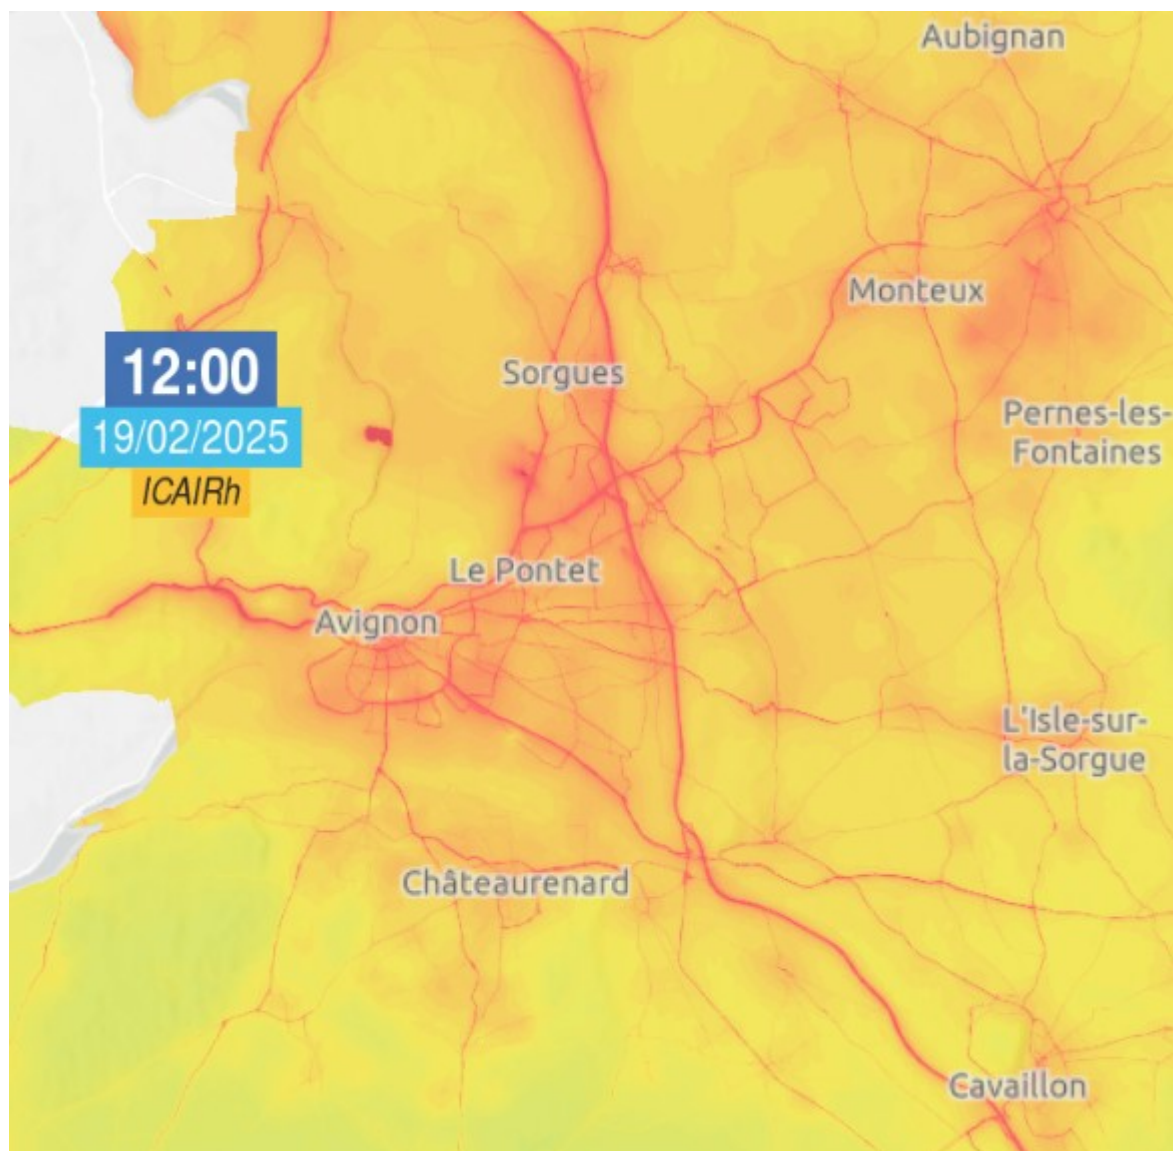 Aubignan
Monteux
12:00
Sorgues
19/02/2025
Pernes-les-
Fontaines
ICAIRh
Le Pontet
Avignon
L'Isle-sur-
la-Sorgue
Châteaurenard
Cavaillon